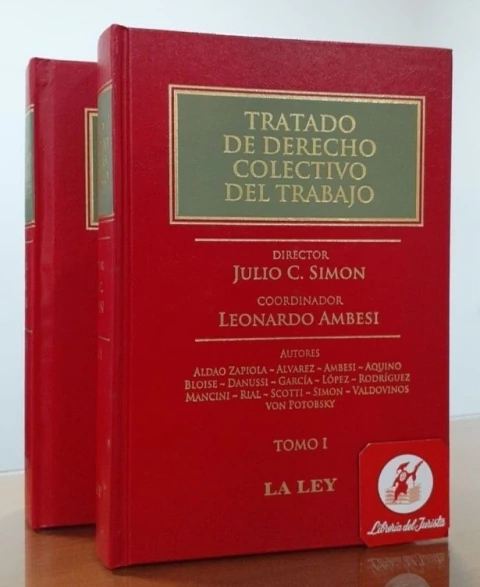 TRATADO
DE DERECHO
COLECTIVO
DEL TRABAJO
DIRECTOR
JULIO C. SIMON
COORDINADOR
LEONARDO AMBESI
AUTORES
ALDAO ZAPIOLA ~ ALVAREZ ~ AMBESI ~ AQUINO
BLOISE ~ DANUSSI ~ GARCÍA ~ LÓPEZ ~ RODRÍGUEZ
MANCINI ~ RIAL ~ SCOTTI ~ SIMON ~ VALDOVINOS
VON POTOBSKY
TOMO I
LA LEY
Librería del Jurista